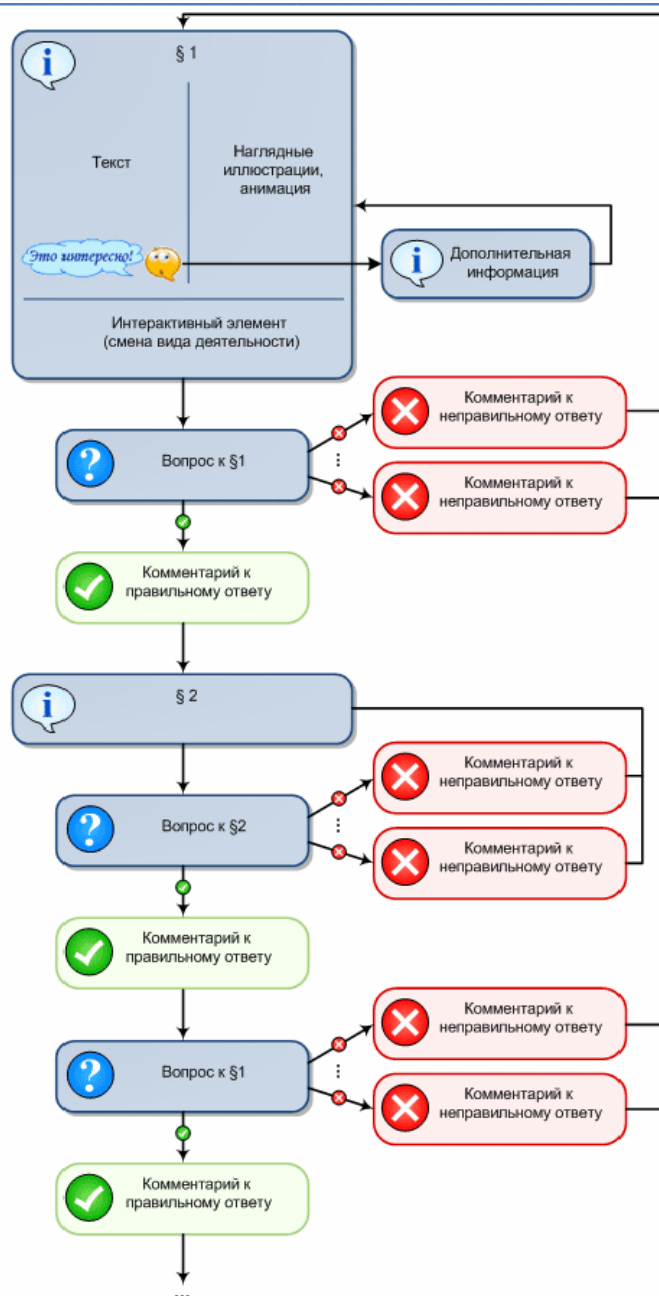 § 1
Текст
Наглядные
иллюстрации,
анимация
Это интересно!
Дополнительная
информация
Интерактивный элемент
(смена вида деятельности)
Комментарий к
неправильному ответу
Вопрос к §1
...
Комментарий к
неправильному ответу
Комментарий к
правильному ответу
§ 2
Комментарий к
неправильному ответу
Вопрос к §2
...
Комментарий к
неправильному ответу
Комментарий к
правильному ответу
Комментарий к
неправильному ответу
Вопрос к §1
...
Комментарий к
неправильному ответу
Комментарий к
правильному ответу
...